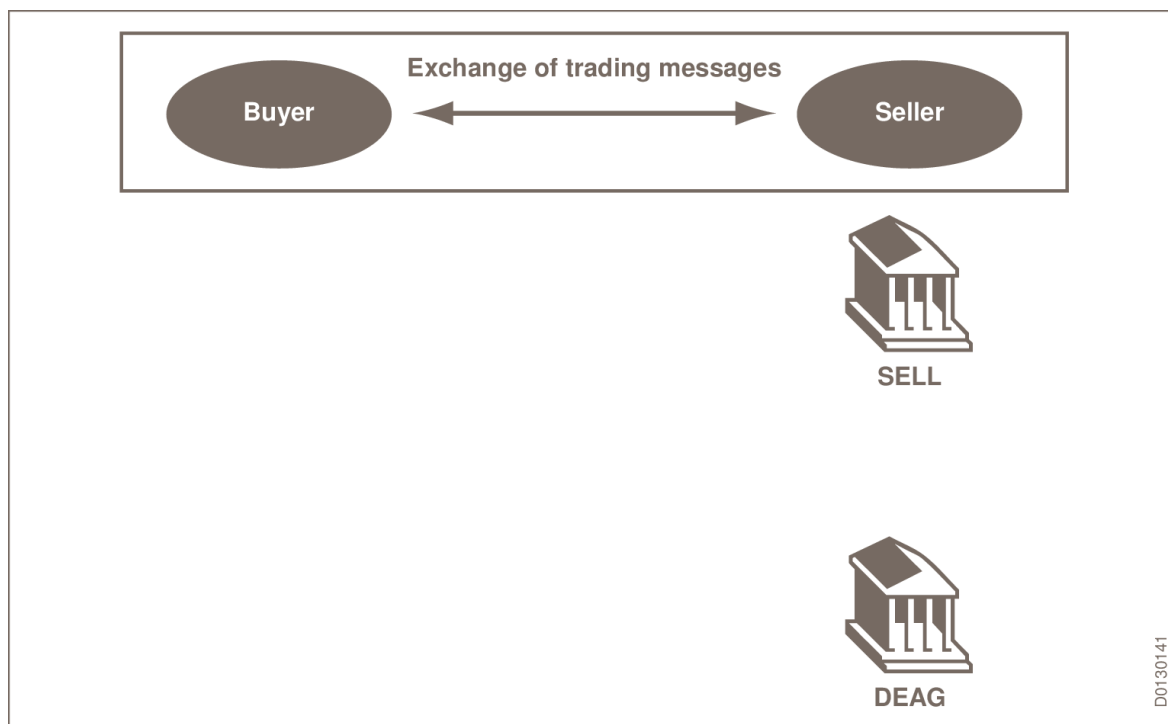 Exchange of trading messages
Buyer
Seller
SELL
DEAG
D0130141